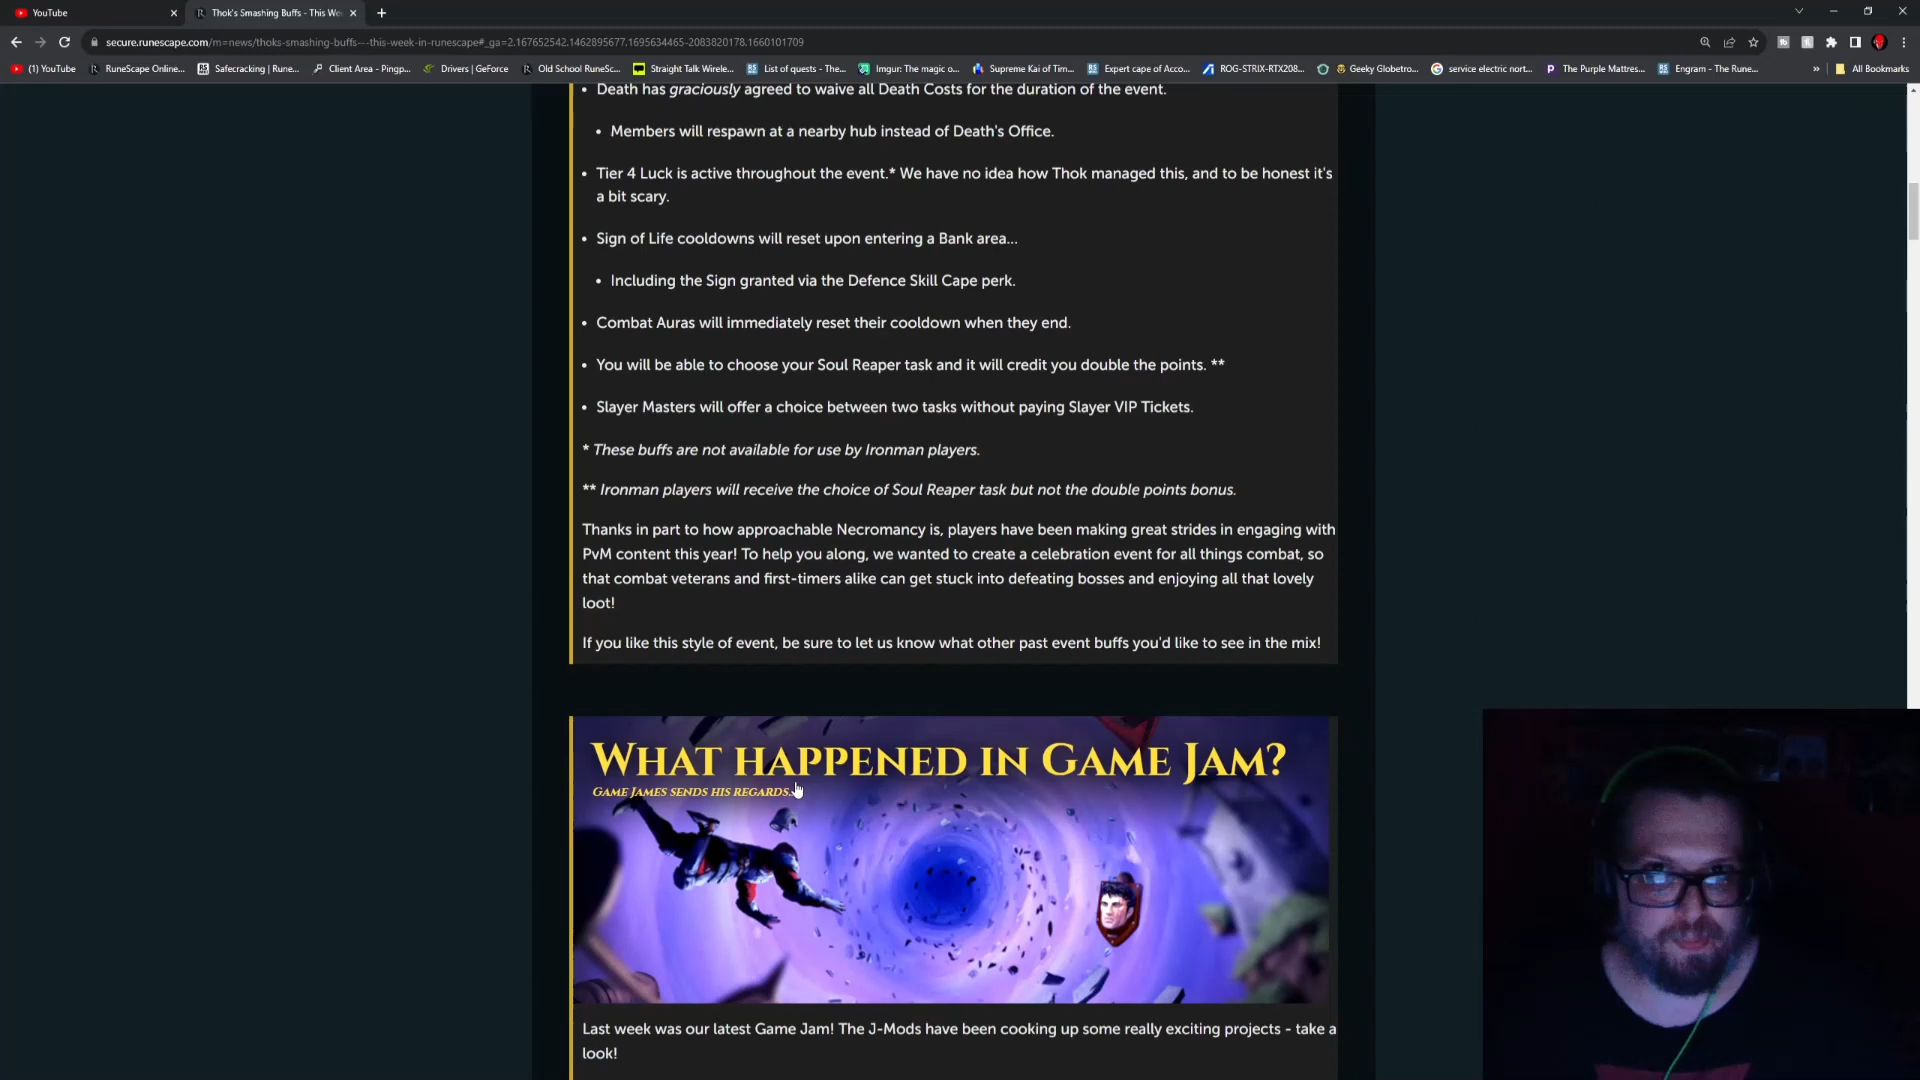 YouTube
Thok's Smashing Buffs - This We
secure.runescape.com/m=news/thoks-smashing-buffs---this-week-in-runescape#_ga=2.167652542.1462895677.1695634465-2083820178.1660101709
(1) YouTube
RuneScape Online...
Safecracking | Rune...
Client Area - Pingp...
Drivers | GeForce
Old School RuneSc...
Straight Talk Wirele...
List of quests - The...
Imgur: The magic o...
Supreme Kai of Tim...
Expert cape of Acco...
ROG-STRIX-RTX208...
Geeky Globetro...
service electric nort...
The Purple Mattres...
Engram - The Rune...
»
All Bookmarks
• Death has graciously agreed to waive all Death Costs for the duration of the event.
• Members will respawn at a nearby hub instead of Death's Office.
• Tier 4 Luck is active throughout the event.* We have no idea how Thok managed this, and to be honest it's
a bit scary.
• Sign of Life cooldowns will reset upon entering a Bank area...
• Including the Sign granted via the Defence Skill Cape perk.
• Combat Auras will immediately reset their cooldown when they end.
• You will be able to choose your Soul Reaper task and it will credit you double the points. **
• Slayer Masters will offer a choice between two tasks without paying Slayer VIP Tickets.
* These buffs are not available for use by Ironman players.
** Ironman players will receive the choice of Soul Reaper task but not the double points bonus.
Thanks in part to how approachable Necromancy is, players have been making great strides in engaging with
PvM content this year! To help you along, we wanted to create a celebration event for all things combat, so
that combat veterans and first-timers alike can get stuck into defeating bosses and enjoying all that lovely
loot!
If you like this style of event, be sure to let us know what other past event buffs you'd like to see in the mix!
What happened in Game Jam?
Game James sends his regards.
Last week was our latest Game Jam! The J-Mods have been cooking up some really exciting projects - take a
look!